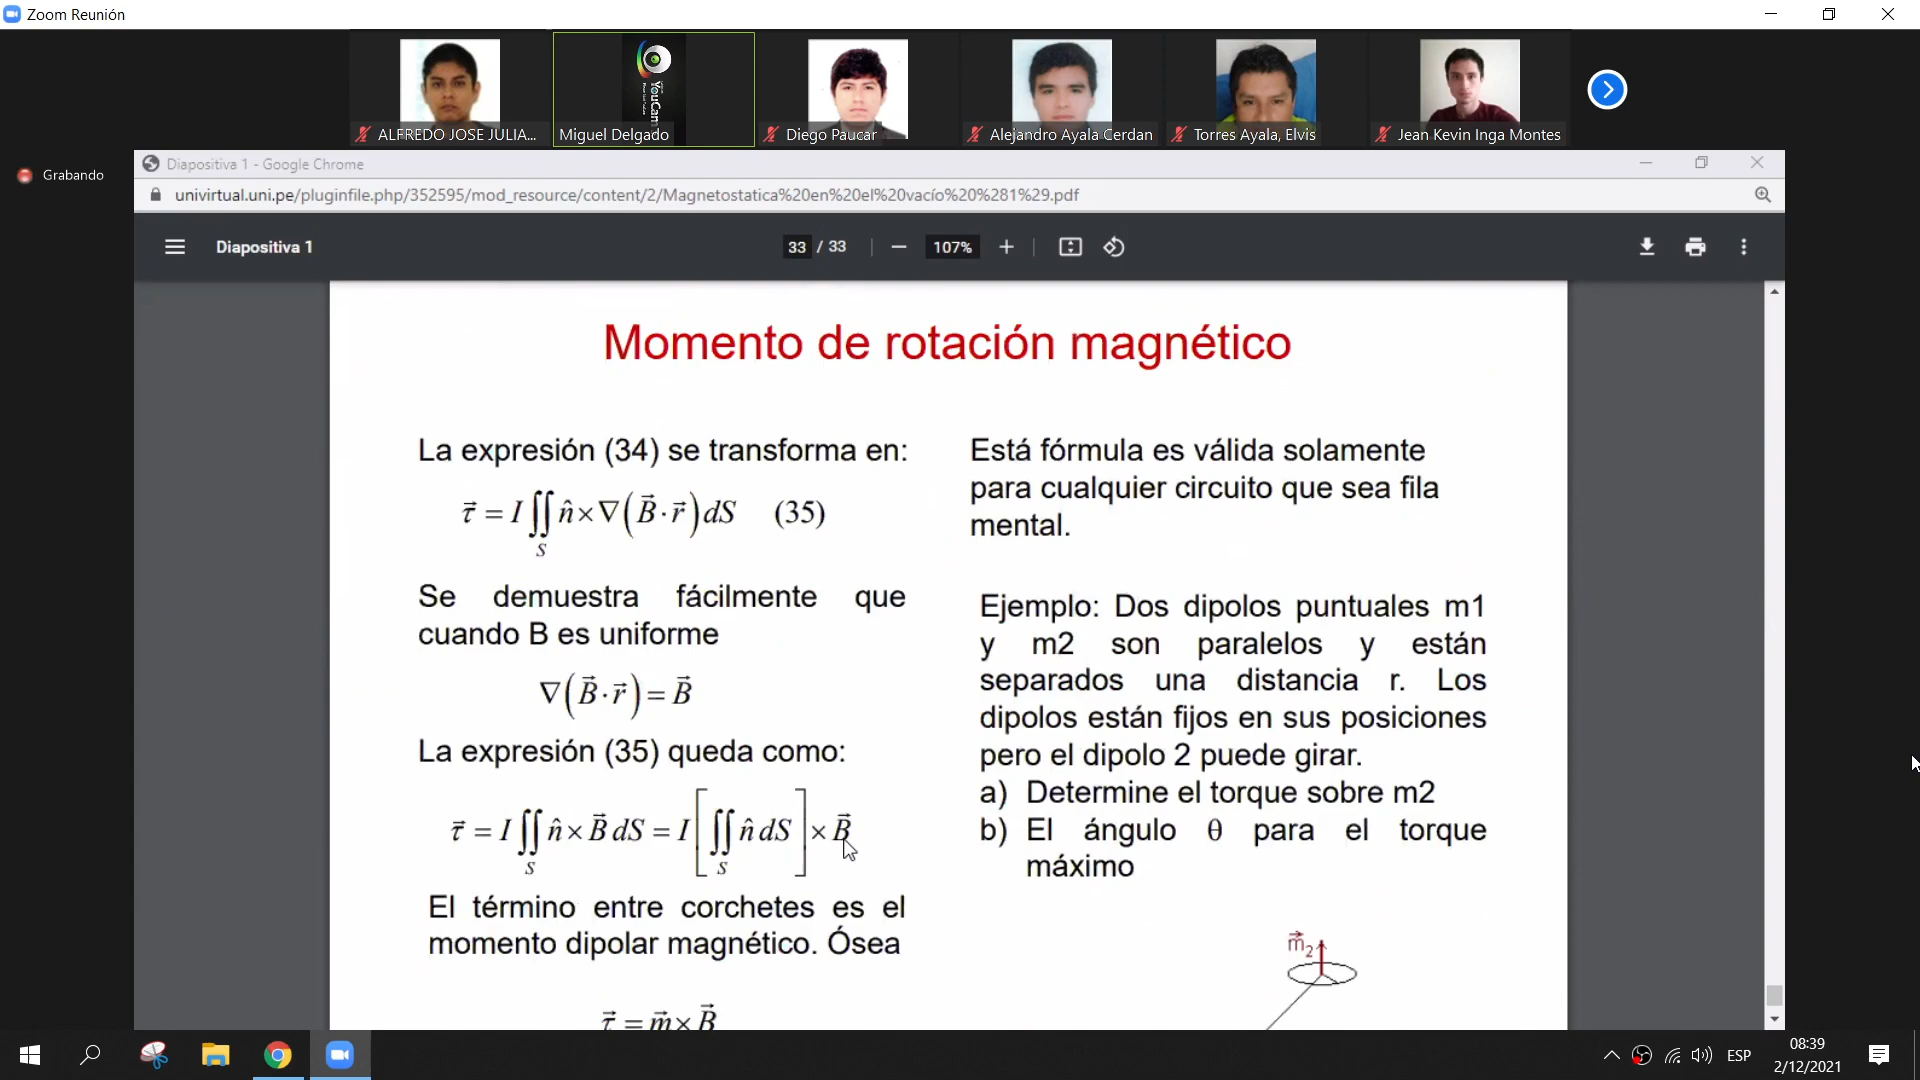 Zoom Reunión
YouCam
ALFREDO JOSE JULIA...
Miguel Delgado
Diego Paucar
Alejandro Ayala Cerdan
Torres Ayala, Elvis
Jean Kevin Inga Montes
Grabando
Diapositiva 1 - Google Chrome
univirtual.uni.pe/pluginfile.php/352595/mod_resource/content/2/Magnetostatica%20en%20el%20vacío%20%281%29.pdf
Diapositiva 1
33 / 33
107%
Momento de rotación magnético
La expresión (34) se transforma en:
τ⃗ = I ∬_S n̂ × ∇(B⃗ · r⃗) dS (35)
Se demuestra fácilmente que
cuando B es uniforme
∇(B⃗ · r⃗) = B⃗
La expresión (35) queda como:
τ⃗ = I ∬_S n̂ × B⃗ dS = I [∬_S n̂ dS] × B⃗
El término entre corchetes es el
momento dipolar magnético. Ósea
τ⃗ = m⃗ × B⃗
Está fórmula es válida solamente
para cualquier circuito que sea fila
mental.
Ejemplo: Dos dipolos puntuales m1
y m2 son paralelos y están
separados una distancia r. Los
dipolos están fijos en sus posiciones
pero el dipolo 2 puede girar.
a) Determine el torque sobre m2
b) El ángulo θ para el torque
máximo
m⃗₂
ESP
08:39
2/12/2021